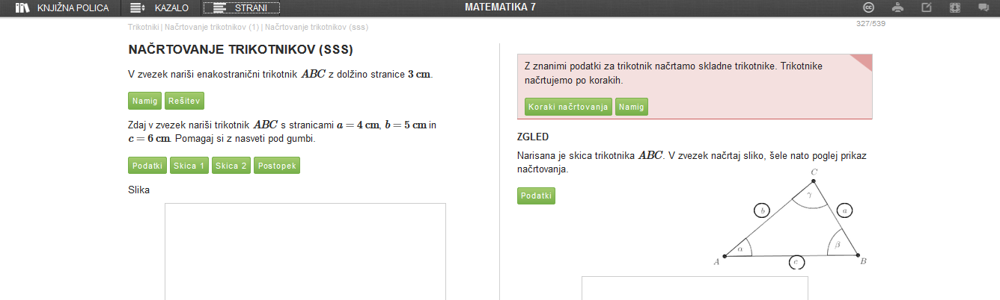 KNJIŽNA POLICA
KAZALO
STRANI
MATEMATIKA 7
Trikotniki | Načrtovanje trikotnikov (1) | Načrtovanje trikotnikov (sss)
327/539
NAČRTOVANJE TRIKOTNIKOV (SSS)
V zvezek nariši enakostranični trikotnik ABC z dolžino stranice 3 cm.
Namig Rešitev
Zdaj v zvezek nariši trikotnik ABC s stranicami a = 4 cm, b = 5 cm in
c = 6 cm. Pomagaj si z nasveti pod gumbi.
Podatki Skica 1 Skica 2 Postopek
Slika
Z znanimi podatki za trikotnik načrtamo skladne trikotnike. Trikotnike
načrtujemo po korakih.
Koraki načrtovanja Namig
ZGLED
Narisana je skica trikotnika ABC. V zvezek načrtaj sliko, šele nato poglej prikaz
načrtovanja.
Podatki
C
γ
b
a
α
β
A
c
B